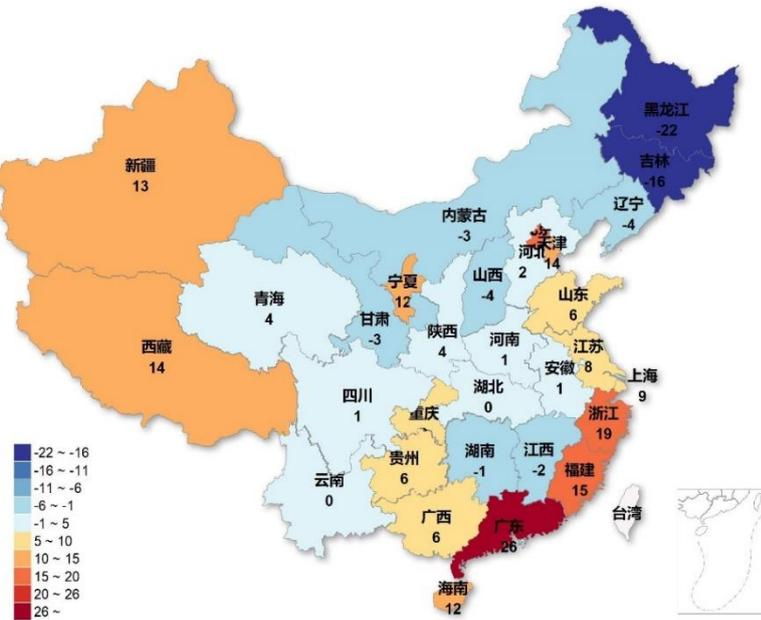 黑龙江
-22
吉林
-16
辽宁
-4
内蒙古
-3
新疆
13
天津
14
河北
2
宁夏
12
山西
-4
青海
4
甘肃
-3
山东
6
陕西
4
河南
1
江苏
8
西藏
14
安徽
1
上海
9
四川
1
湖北
0
重庆
浙江
19
贵州
6
湖南
-1
江西
-2
福建
15
云南
0
广西
6
广东
26
台湾
海南
12
-22 ~ -16
-16 ~ -11
-11 ~ -6
-6 ~ -1
-1 ~ 5
5 ~ 10
10 ~ 15
15 ~ 20
20 ~ 26
26 ~